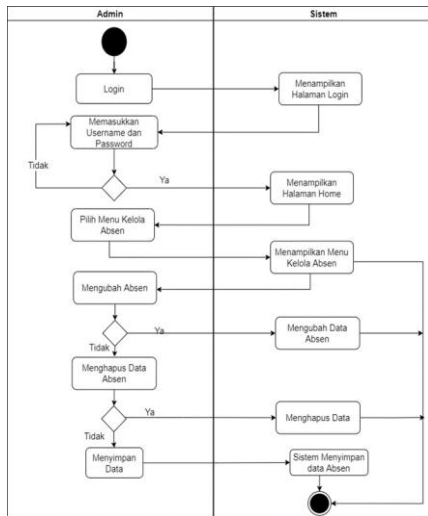 Admin
Sistem
Login
Menampilkan
Halaman Login
Memasukkan
Username dan
Password
Tidak
Ya
Menampilkan
Halaman Home
Pilih Menu Kelola
Absen
Menampilkan Menu
Kelola Absen
Mengubah Absen
Ya
Mengubah Data
Absen
Tidak
Menghapus Data
Absen
Ya
Menghapus Data
Tidak
Menyimpan
Data
Sistem Menyimpan
data Absen